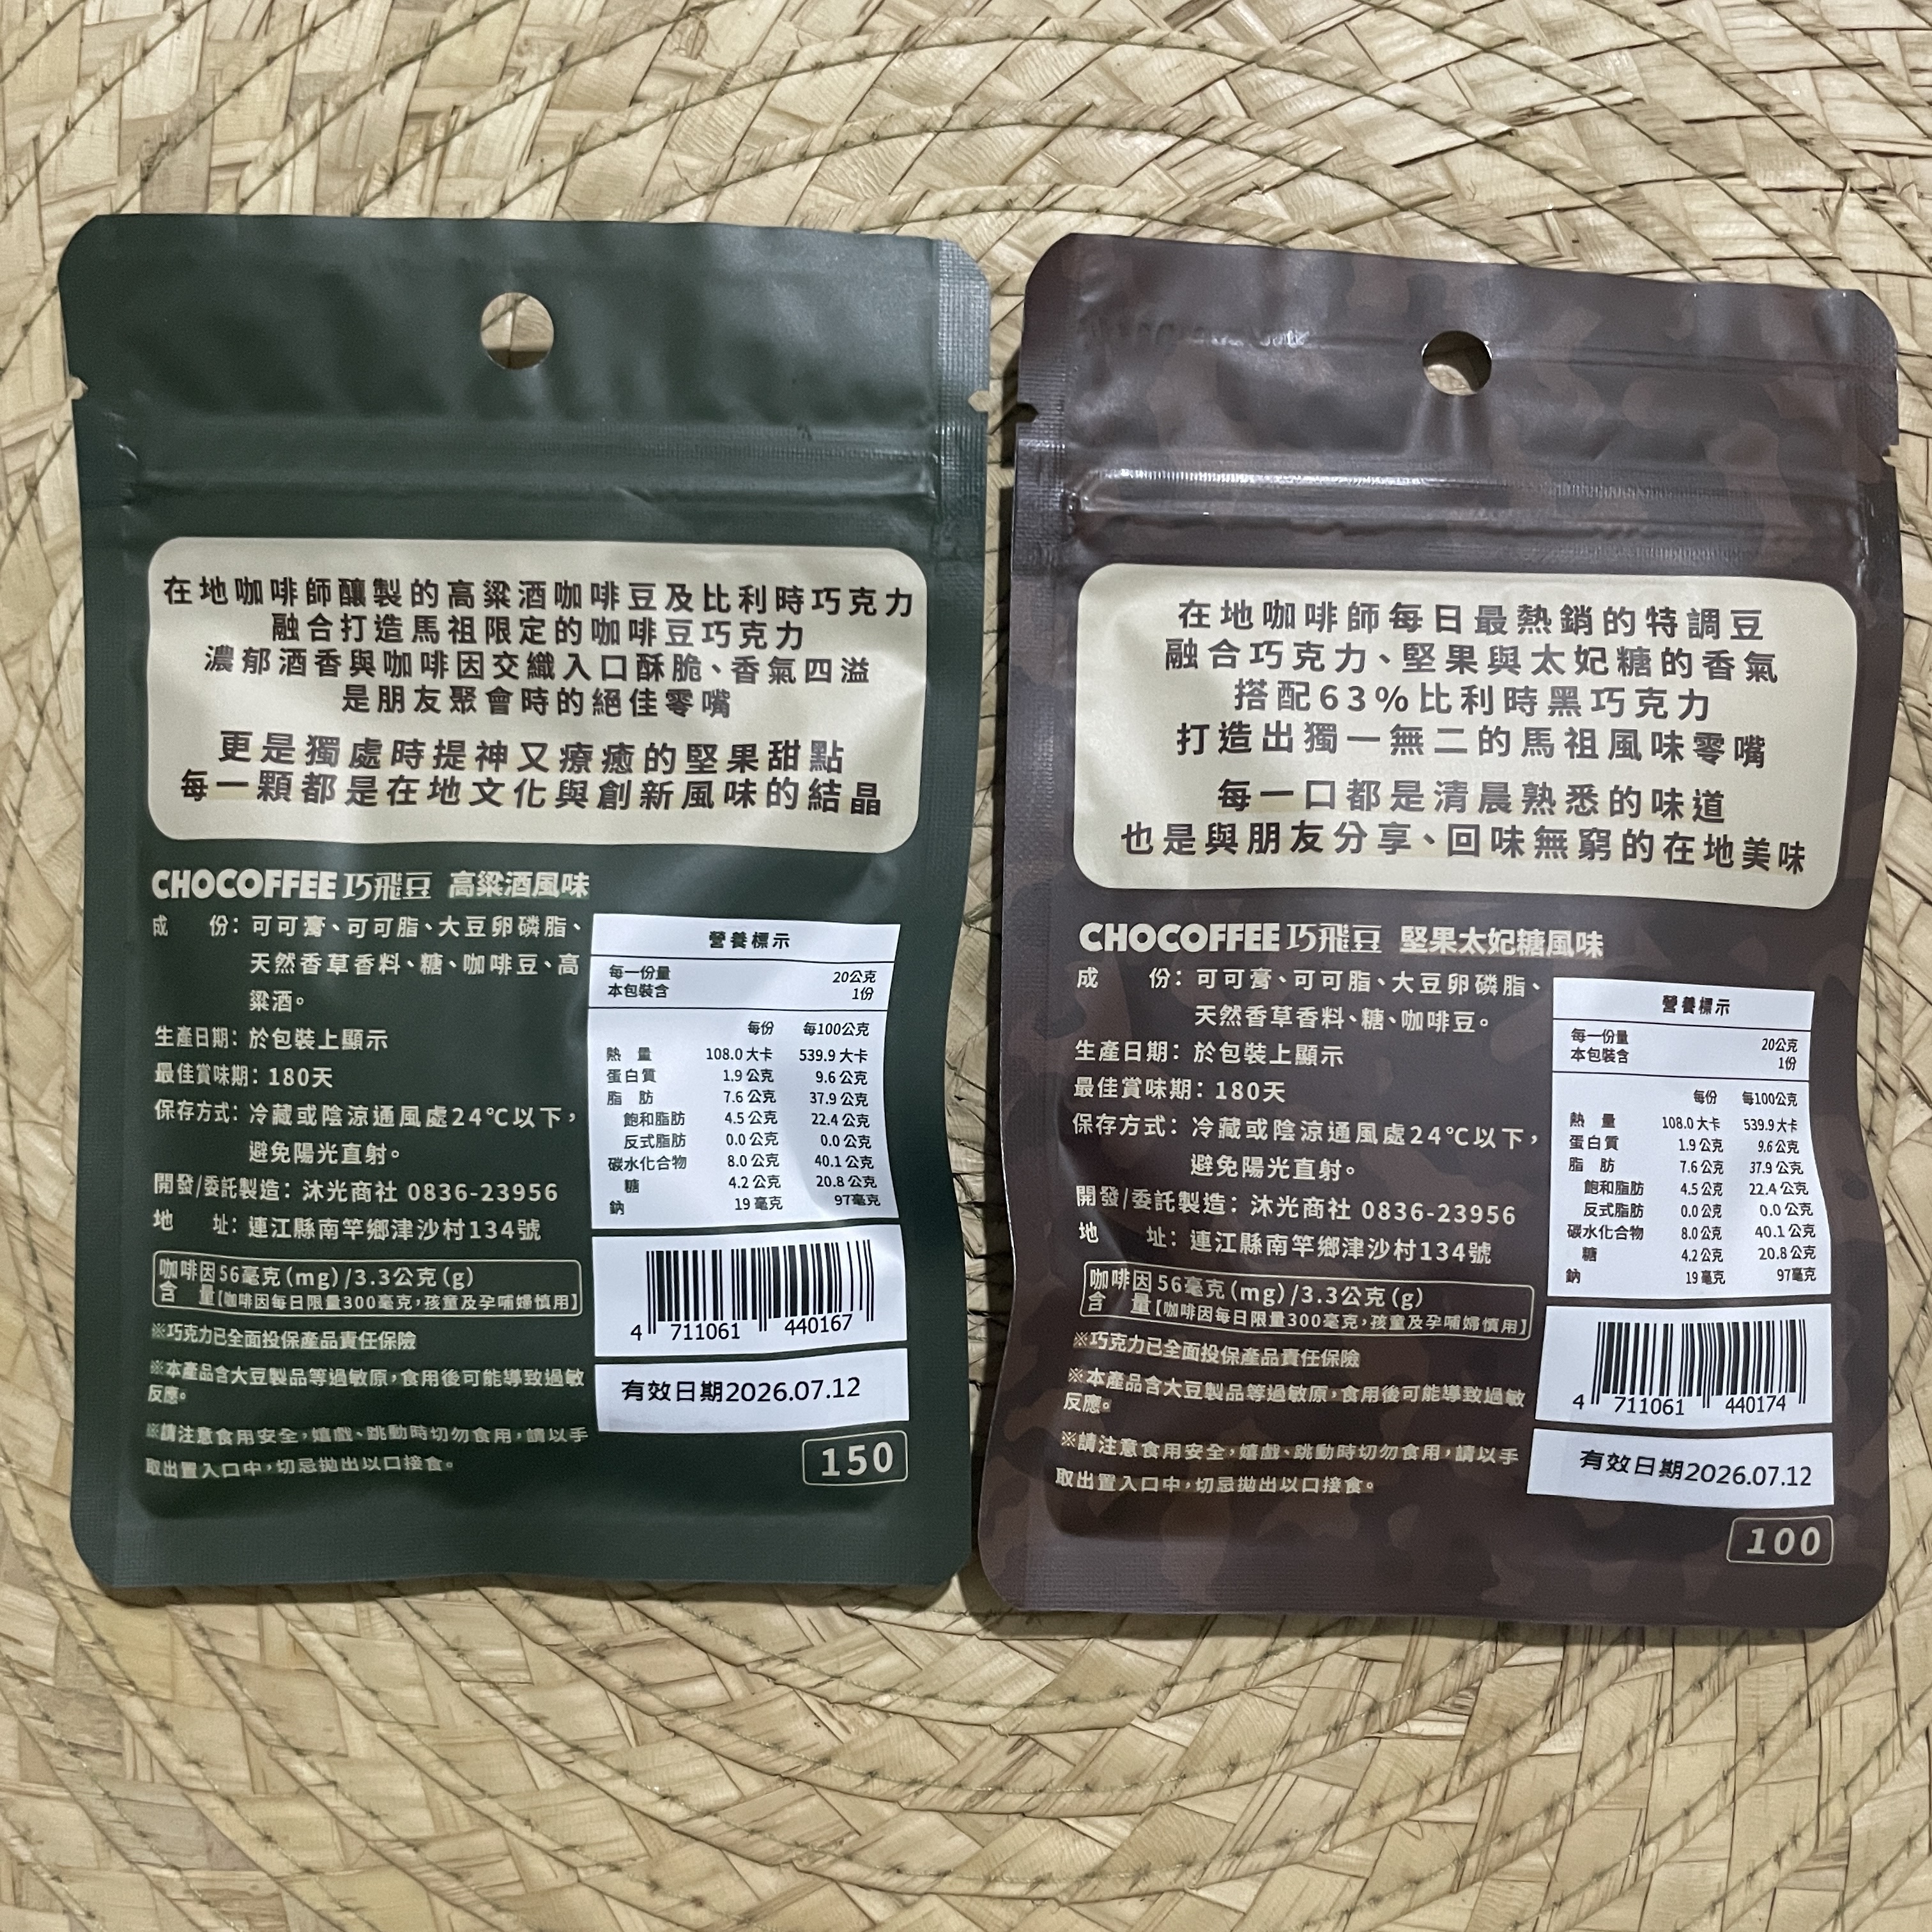 在地咖啡師釀製的高粱酒咖啡豆及比利時巧克力
融合打造馬祖限定的咖啡豆巧克力
濃郁酒香與咖啡因交織入口酥脆、香氣四溢
是朋友聚會時的絕佳零嘴
更是獨處時提神又療癒的堅果甜點
每一顆都是在地文化與創新風味的結晶
CHOCOFFEE 巧飛豆 高粱酒風味
成 份：可可膏、可可脂、大豆卵磷脂、
天然香草香料、糖、咖啡豆、高
粱酒。
生產日期：於包裝上顯示
最佳賞味期：180天
保存方式：冷藏或陰涼通風處24℃以下，
避免陽光直射。
開發/委託製造：沐光商社 0836-23956
地 址：連江縣南竿鄉津沙村134號
咖啡因含量 56毫克(mg)/3.3公克(g)
【咖啡因每日限量300毫克，孩童及孕哺婦慎用】
※巧克力已全面投保產品責任保險
※本產品含大豆製品等過敏原，食用後可能導致過敏
反應。
※請注意食用安全，嬉戲、跳動時切勿食用，請以手
取出置入口中，切忌拋出以口接食。
營養標示
每一份量 20公克
本包裝含 1份
每份 每100公克
熱 量 108.0 大卡 539.9 大卡
蛋白質 1.9 公克 9.6 公克
脂 肪 7.6 公克 37.9 公克
飽和脂肪 4.5 公克 22.4 公克
反式脂肪 0.0 公克 0.0 公克
碳水化合物 8.0 公克 40.1 公克
糖 4.2 公克 20.8 公克
鈉 19 毫克 97毫克
4 711061 440167
有效日期2026.07.12
150
在地咖啡師每日最熱銷的特調豆
融合巧克力、堅果與太妃糖的香氣
搭配63%比利時黑巧克力
打造出獨一無二的馬祖風味零嘴
每一口都是清晨熟悉的味道
也是與朋友分享、回味無窮的在地美味
CHOCOFFEE 巧飛豆 堅果太妃糖風味
成 份：可可膏、可可脂、大豆卵磷脂、
天然香草香料、糖、咖啡豆。
生產日期：於包裝上顯示
最佳賞味期：180天
保存方式：冷藏或陰涼通風處24℃以下，
避免陽光直射。
開發/委託製造：沐光商社 0836-23956
地 址：連江縣南竿鄉津沙村134號
咖啡因含量 56毫克(mg)/3.3公克(g)
【咖啡因每日限量300毫克，孩童及孕哺婦慎用】
※巧克力已全面投保產品責任保險
※本產品含大豆製品等過敏原，食用後可能導致過敏
反應。
※請注意食用安全，嬉戲、跳動時切勿食用，請以手
取出置入口中，切忌拋出以口接食。
營養標示
每一份量 20公克
本包裝含 1份
每份 每100公克
熱 量 108.0 大卡 539.9 大卡
蛋白質 1.9 公克 9.6 公克
脂 肪 7.6 公克 37.9 公克
飽和脂肪 4.5 公克 22.4 公克
反式脂肪 0.0 公克 0.0 公克
碳水化合物 8.0 公克 40.1 公克
糖 4.2 公克 20.8 公克
鈉 19 毫克 97毫克
4 711061 440174
有效日期2026.07.12
100